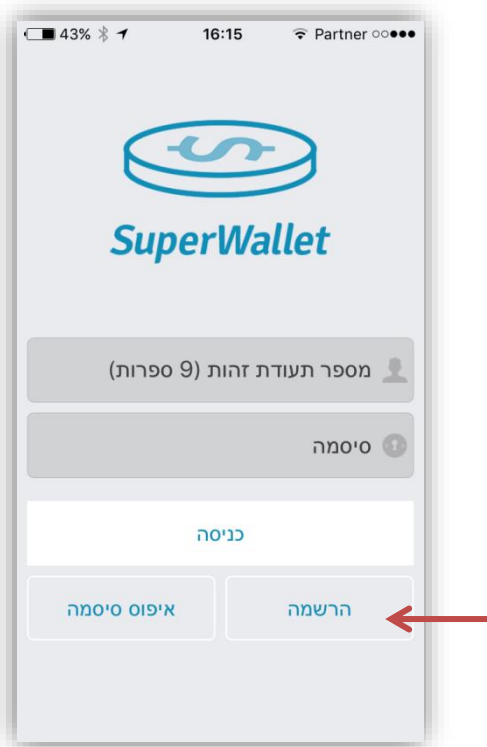 43% 16:15 Partner
SuperWallet
מספר תעודת זהות (9 ספרות)
סיסמה
כניסה
הרשמה איפוס סיסמה